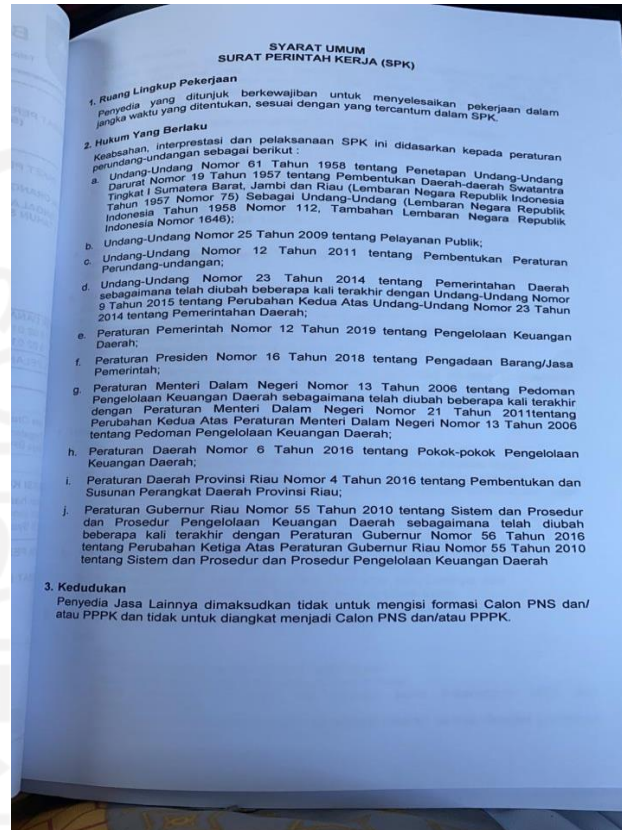 SYARAT UMUM
SURAT PERINTAH KERJA (SPK)
1. Ruang Lingkup Pekerjaan
Penyedia yang ditunjuk berkewajiban untuk menyelesaikan pekerjaan dalam
jangka waktu yang ditentukan, sesuai dengan yang tercantum dalam SPK.
2. Hukum Yang Berlaku
Keabsahan, interprestasi dan pelaksanaan SPK ini didasarkan kepada peraturan
perundang-undangan sebagai berikut :
a. Undang-Undang Nomor 61 Tahun 1958 tentang Penetapan Undang-Undang
Darurat Nomor 19 Tahun 1957 tentang Pembentukan Daerah-daerah Swatantra
Tingkat I Sumatera Barat, Jambi dan Riau (Lembaran Negara Republik Indonesia
Tahun 1957 Nomor 75) Sebagai Undang-Undang (Lembaran Negara Republik
Indonesia Tahun 1958 Nomor 112, Tambahan Lembaran Negara Republik
Indonesia Nomor 1646);
b. Undang-Undang Nomor 25 Tahun 2009 tentang Pelayanan Publik;
c. Undang-Undang Nomor 12 Tahun 2011 tentang Pembentukan Peraturan
Perundang-undangan;
d. Undang-Undang Nomor 23 Tahun 2014 tentang Pemerintahan Daerah
sebagaimana telah diubah beberapa kali terakhir dengan Undang-Undang Nomor
9 Tahun 2015 tentang Perubahan Kedua Atas Undang-Undang Nomor 23 Tahun
2014 tentang Pemerintahan Daerah;
e. Peraturan Pemerintah Nomor 12 Tahun 2019 tentang Pengelolaan Keuangan
Daerah;
f. Peraturan Presiden Nomor 16 Tahun 2018 tentang Pengadaan Barang/Jasa
Pemerintah;
g. Peraturan Menteri Dalam Negeri Nomor 13 Tahun 2006 tentang Pedoman
Pengelolaan Keuangan Daerah sebagaimana telah diubah beberapa kali terakhir
dengan Peraturan Menteri Dalam Negeri Nomor 21 Tahun 2011tentang
Perubahan Kedua Atas Peraturan Menteri Dalam Negeri Nomor 13 Tahun 2006
tentang Pedoman Pengelolaan Keuangan Daerah;
h. Peraturan Daerah Nomor 6 Tahun 2016 tentang Pokok-pokok Pengelolaan
Keuangan Daerah;
i. Peraturan Daerah Provinsi Riau Nomor 4 Tahun 2016 tentang Pembentukan dan
Susunan Perangkat Daerah Provinsi Riau;
j. Peraturan Gubernur Riau Nomor 55 Tahun 2010 tentang Sistem dan Prosedur
dan Prosedur Pengelolaan Keuangan Daerah sebagaimana telah diubah
beberapa kali terakhir dengan Peraturan Gubernur Nomor 56 Tahun 2016
tentang Perubahan Ketiga Atas Peraturan Gubernur Riau Nomor 55 Tahun 2010
tentang Sistem dan Prosedur dan Prosedur Pengelolaan Keuangan Daerah
3. Kedudukan
Penyedia Jasa Lainnya dimaksudkan tidak untuk mengisi formasi Calon PNS dan/
atau PPPK dan tidak untuk diangkat menjadi Calon PNS dan/atau PPPK.